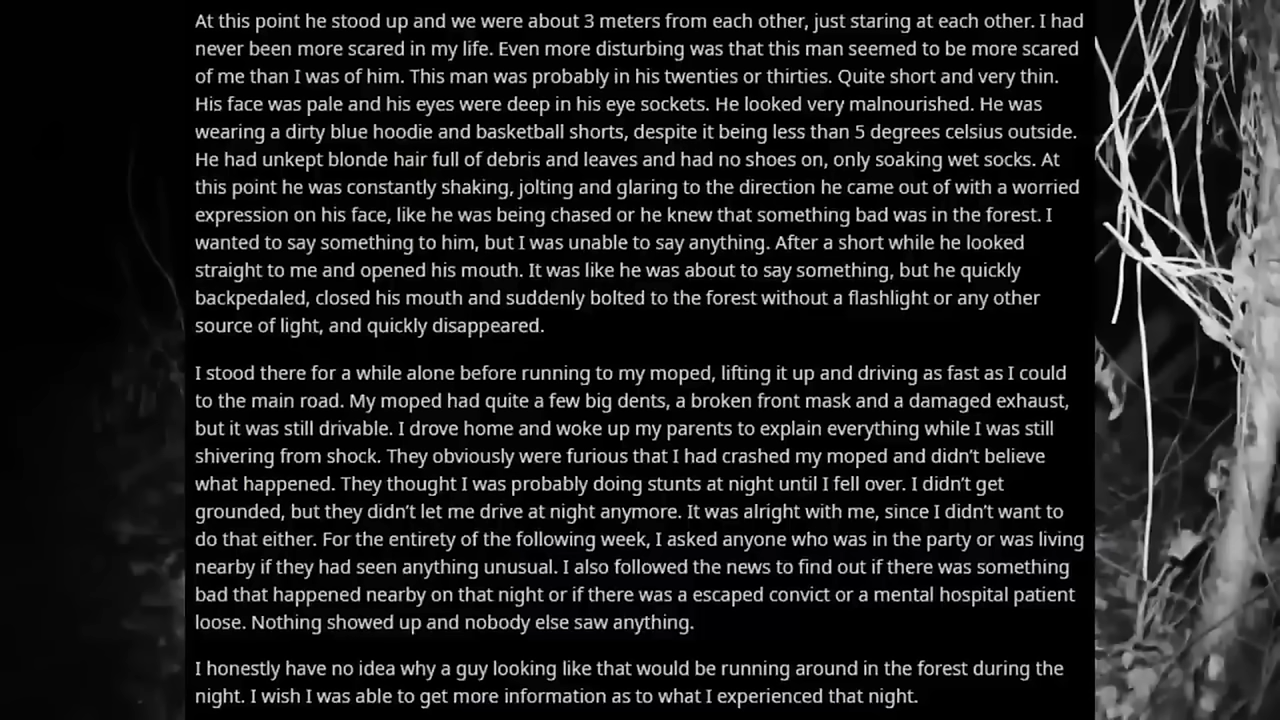 At this point he stood up and we were about 3 meters from each other, just staring at each other. I had
never been more scared in my life. Even more disturbing was that this man seemed to be more scared
of me than I was of him. This man was probably in his twenties or thirties. Quite short and very thin.
His face was pale and his eyes were deep in his eye sockets. He looked very malnourished. He was
wearing a dirty blue hoodie and basketball shorts, despite it being less than 5 degrees celsius outside.
He had unkept blonde hair full of debris and leaves and had no shoes on, only soaking wet socks. At
this point he was constantly shaking, jolting and glaring to the direction he came out of with a worried
expression on his face, like he was being chased or he knew that something bad was in the forest. I
wanted to say something to him, but I was unable to say anything. After a short while he looked
straight to me and opened his mouth. It was like he was about to say something, but he quickly
backpedaled, closed his mouth and suddenly bolted to the forest without a flashlight or any other
source of light, and quickly disappeared.
I stood there for a while alone before running to my moped, lifting it up and driving as fast as I could
to the main road. My moped had quite a few big dents, a broken front mask and a damaged exhaust,
but it was still drivable. I drove home and woke up my parents to explain everything while I was still
shivering from shock. They obviously were furious that I had crashed my moped and didn’t believe
what happened. They thought I was probably doing stunts at night until I fell over. I didn’t get
grounded, but they didn’t let me drive at night anymore. It was alright with me, since I didn’t want to
do that either. For the entirety of the following week, I asked anyone who was in the party or was living
nearby if they had seen anything unusual. I also followed the news to find out if there was something
bad that happened nearby on that night or if there was a escaped convict or a mental hospital patient
loose. Nothing showed up and nobody else saw anything.
I honestly have no idea why a guy looking like that would be running around in the forest during the
night. I wish I was able to get more information as to what I experienced that night.